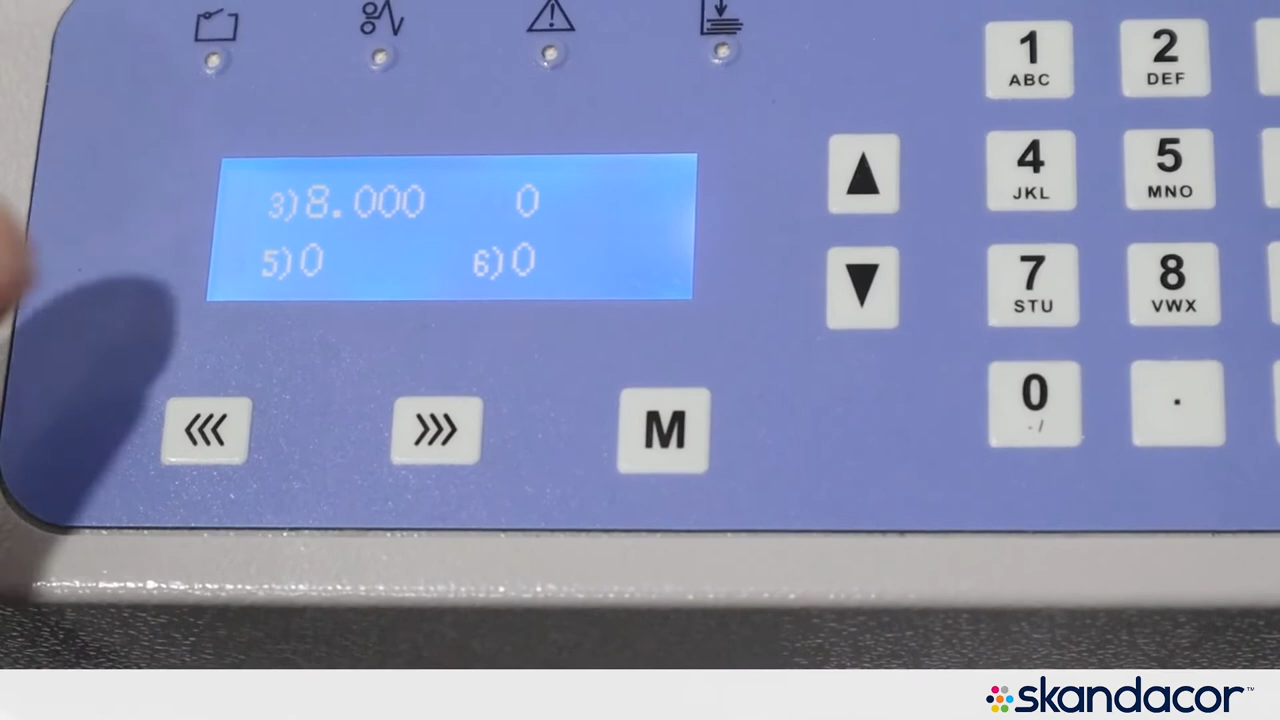 3)8.000 0
5)0 6)0
1
ABC
2
DEF
4
JKL
5
MNO
7
STU
8
VWX
0
- /
.
M
skandacor™